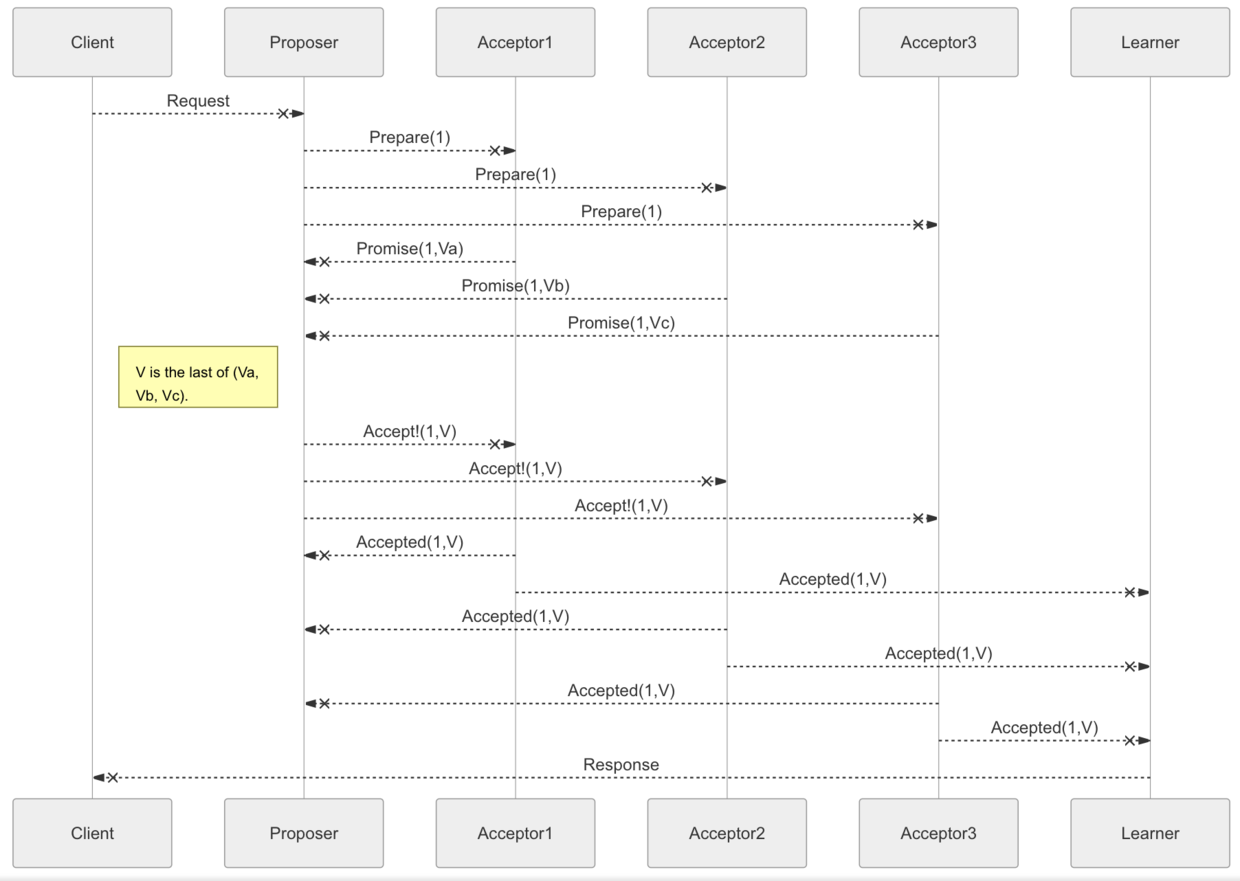 Client
Proposer
Acceptor1
Acceptor2
Acceptor3
Learner
Request
Prepare(1)
Prepare(1)
Prepare(1)
Promise(1,Va)
Promise(1,Vb)
Promise(1,Vc)
V is the last of (Va,
Vb, Vc).
Accept!(1,V)
Accept!(1,V)
Accept!(1,V)
Accepted(1,V)
Accepted(1,V)
Accepted(1,V)
Accepted(1,V)
Accepted(1,V)
Accepted(1,V)
Response
Client
Proposer
Acceptor1
Acceptor2
Acceptor3
Learner